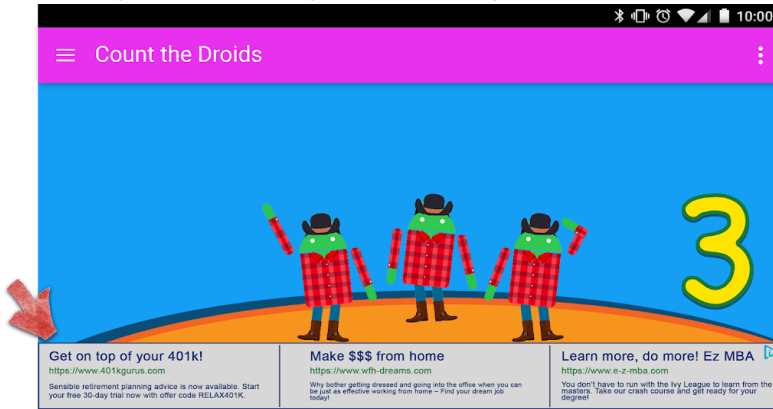 10:00
Count the Droids
3
Get on top of your 401k!
https://www.401kgurus.com
Sensible retirement planning advice is now available. Start
your free 30-day trial now with offer code RELAX401K.
Make $$$ from home
https://www.wfh-dreams.com
Why bother getting dressed and going into the office when you can
be just as effective working from home – Find your dream job
today!
Learn more, do more! Ez MBA
https://www.e-z-mba.com
You don't have to run with the Ivy League to learn from the
masters. Take our crash course and get ready for your
degree!